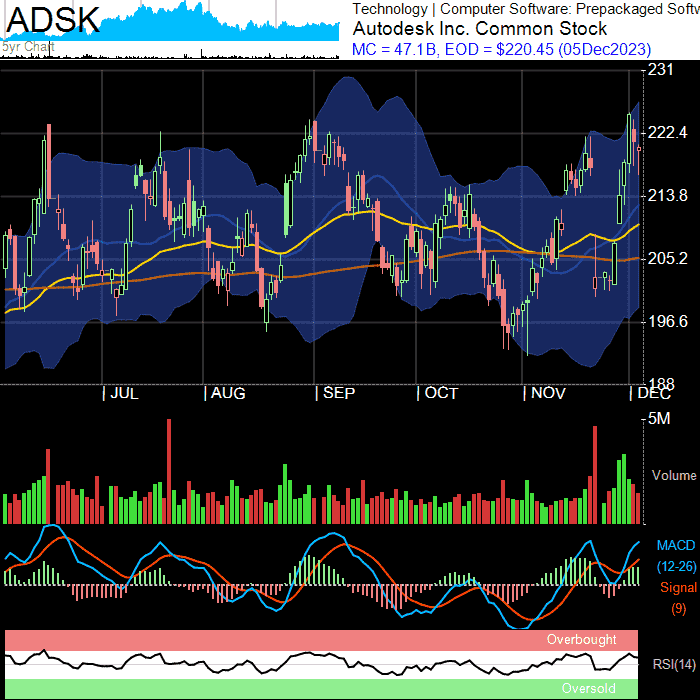 ADSK
5yr Chart
Technology | Computer Software: Prepackaged Softw
Autodesk Inc. Common Stock
MC = 47.1B, EOD = $220.45 (05Dec2023)
231
222.4
213.8
205.2
196.6
188
JUL
AUG
SEP
OCT
NOV
DEC
5M
Volume
MACD
(12-26)
Signal
(9)
Overbought
RSI(14)
Oversold